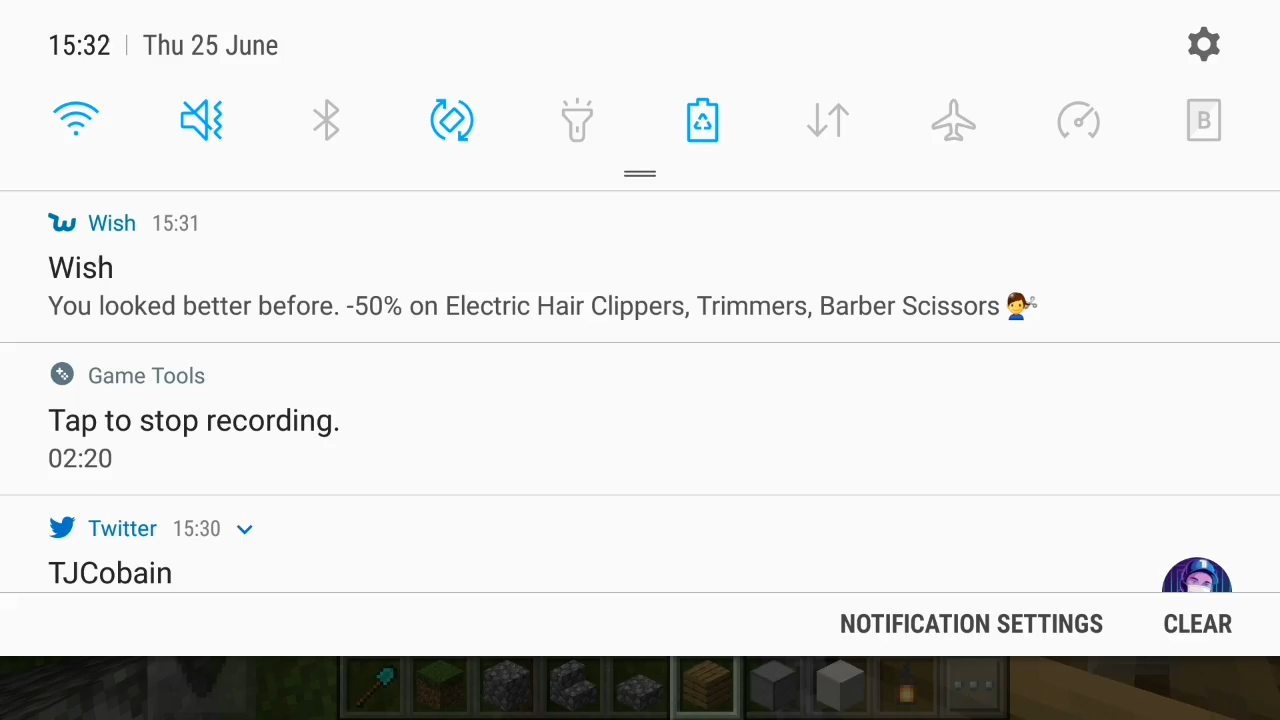 15:32 | Thu 25 June
B
Wish 15:31
Wish
You looked better before. -50% on Electric Hair Clippers, Trimmers, Barber Scissors 💇‍♂️
Game Tools
Tap to stop recording.
02:20
Twitter 15:30
TJCobain
NOTIFICATION SETTINGS CLEAR